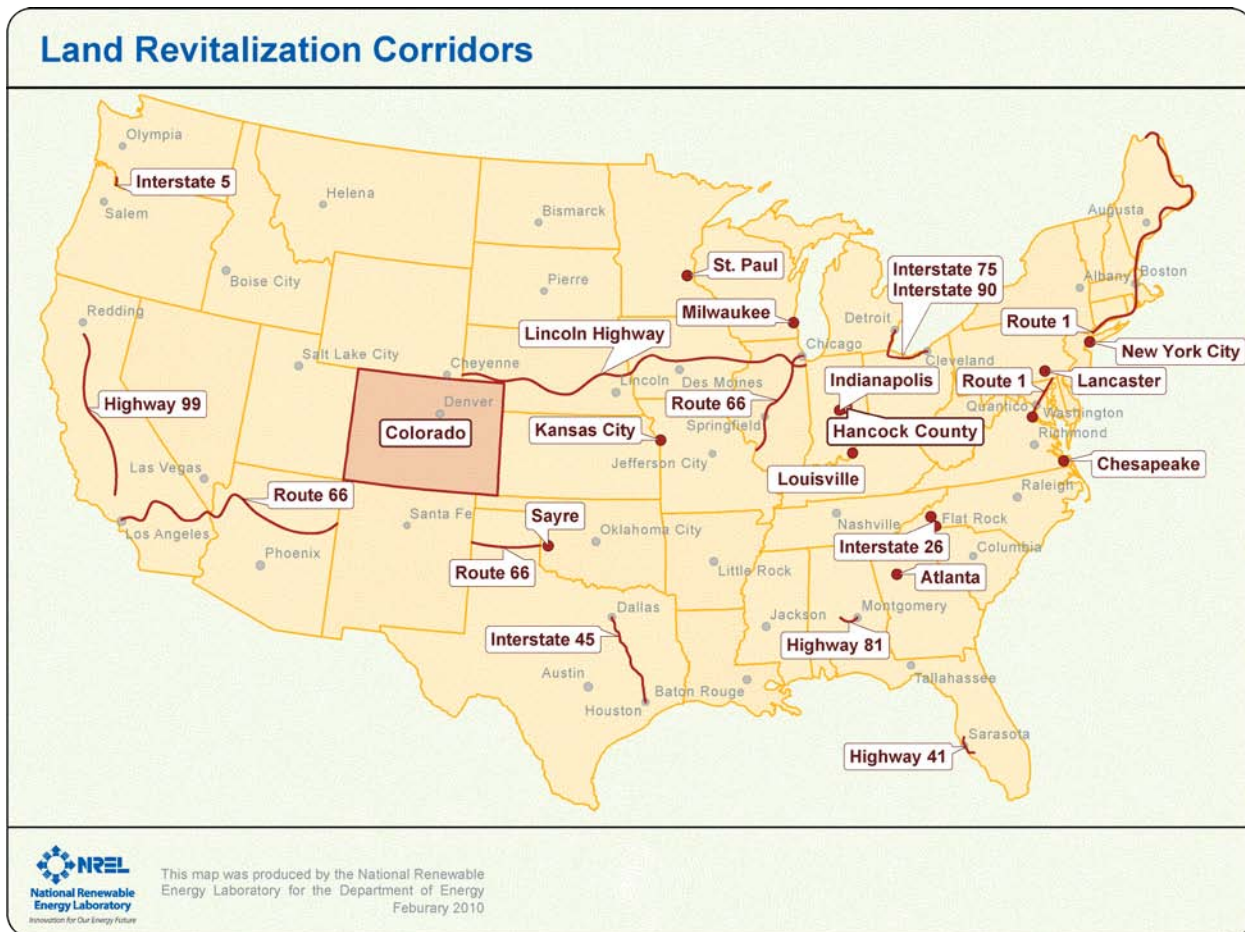 Land Revitalization Corridors
Olympia
Interstate 5
Salem
Helena
Bismarck
Boise City
Pierre
St. Paul
Milwaukee
Interstate 75
Interstate 90
Detroit
Augusta
Albany
Boston
Route 1
New York City
Redding
Salt Lake City
Cheyenne
Lincoln Highway
Lincoln
Des Moines
Chicago
Cleveland
Indianapolis
Lancaster
Route 1
Highway 99
Denver
Colorado
Kansas City
Route 66
Springfield
Hancock County
Quantico
Washington
Richmond
Jefferson City
Louisville
Chesapeake
Las Vegas
Route 66
Los Angeles
Phoenix
Santa Fe
Sayre
Oklahoma City
Route 66
Nashville
Flat Rock
Raleigh
Interstate 26
Columbia
Little Rock
Atlanta
Dallas
Interstate 45
Jackson
Montgomery
Highway 81
Austin
Houston
Baton Rouge
Tallahassee
Sarasota
Highway 41
NREL
National Renewable
Energy Laboratory
Innovation for Our Energy Future
This map was produced by the National Renewable
Energy Laboratory for the Department of Energy
Feburary 2010